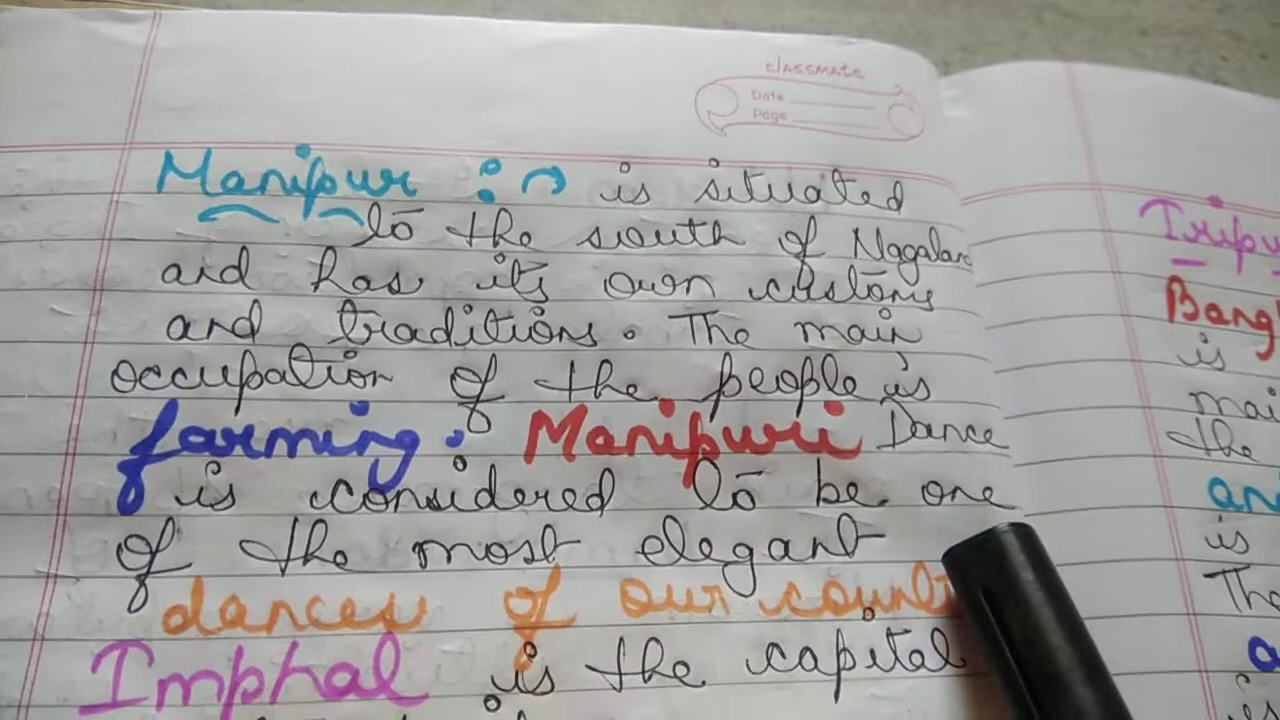 classmate
Date
Page
Manipur :→ is situated
to the south of Nagaland
and has its own customs
and traditions. The main
occupation of the people is
farming. Manipuri Dance
is considered to be one
of the most elegant
dances of our count
Imphal is the capital
Tripu
Bang
is
mai
the
an
is
The
a
is